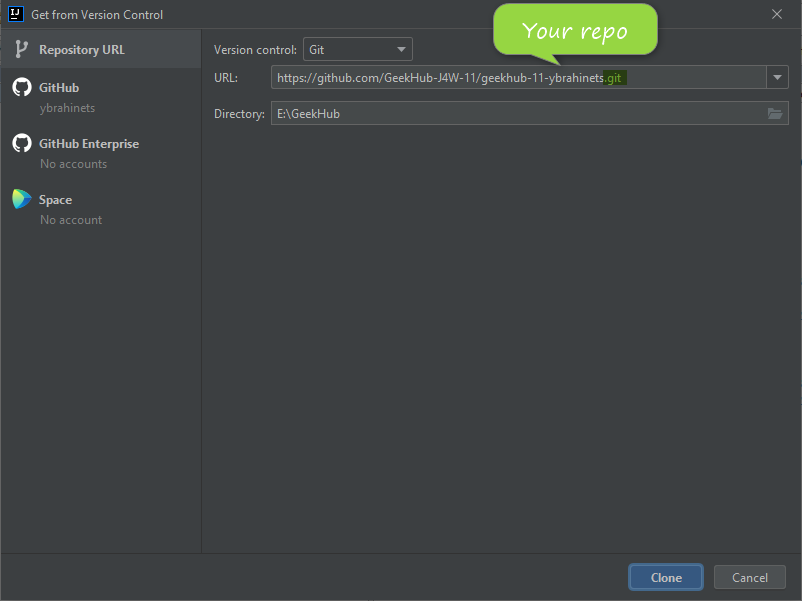 IJ Get from Version Control
Your repo
Repository URL
GitHub
ybrahinets
GitHub Enterprise
No accounts
Space
No account
Version control: Git
URL: https://github.com/GeekHub-J4W-11/geekhub-11-ybrahinets.git
Directory: E:\GeekHub
Clone Cancel